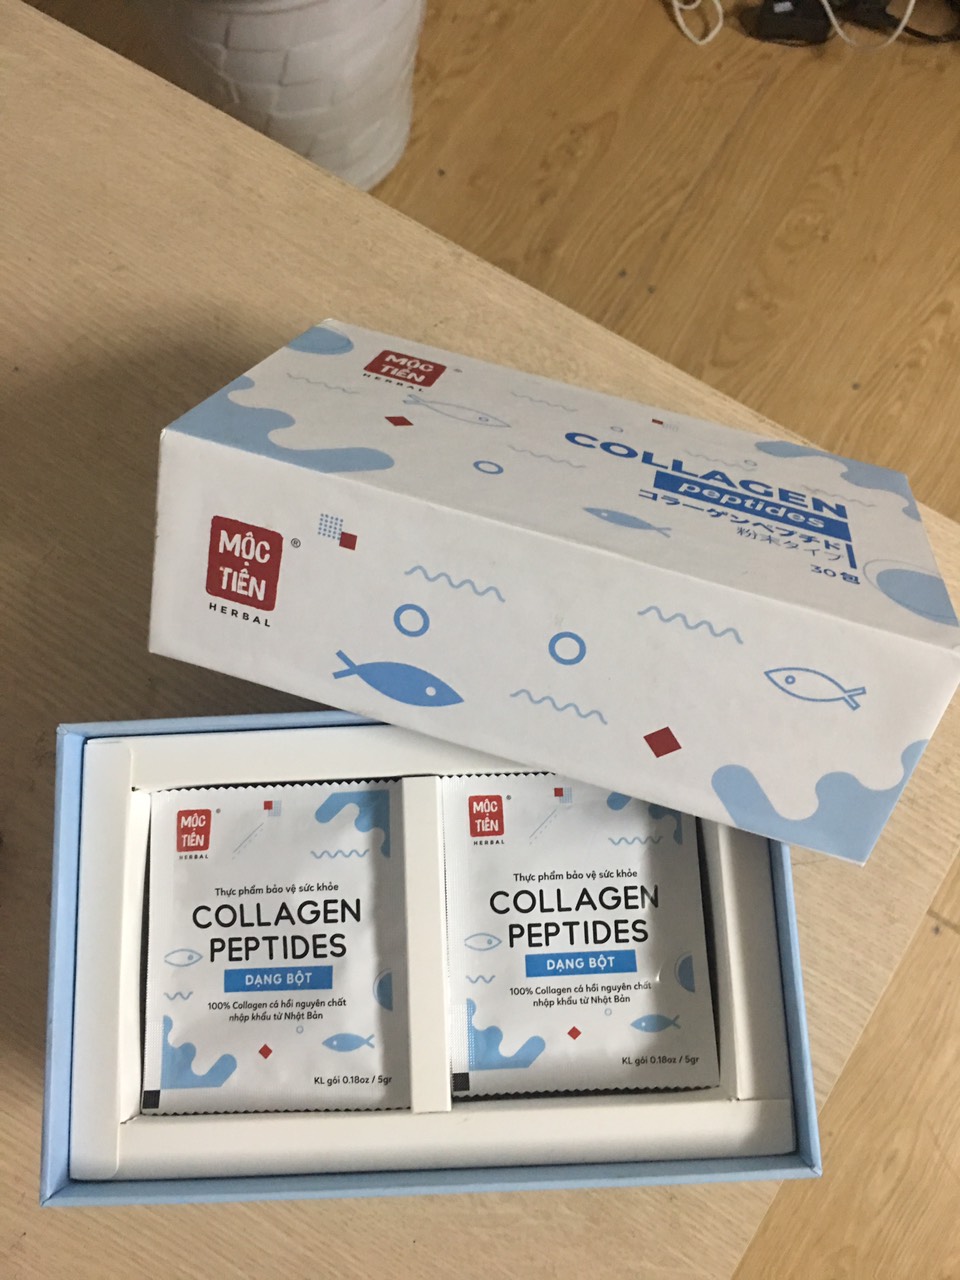 MỘC
TIÊN
HERBAL
COLLAGEN
peptides
コラーゲンペプチド
粉末タイプ
30包
MỘC
TIÊN
®
HERBAL
MỘC
TIÊN
®
HERBAL
Thực phẩm bảo vệ sức khỏe
COLLAGEN
PEPTIDES
DẠNG BỘT
100% Collagen cá hồi nguyên chất
nhập khẩu từ Nhật Bản
KL gói 0.18oz / 5gr
MỘC
TIÊN
®
HERBAL
Thực phẩm bảo vệ sức khỏe
COLLAGEN
PEPTIDES
DẠNG BỘT
100% Collagen cá hồi nguyên chất
nhập khẩu từ Nhật Bản
KL gói 0.18oz / 5gr